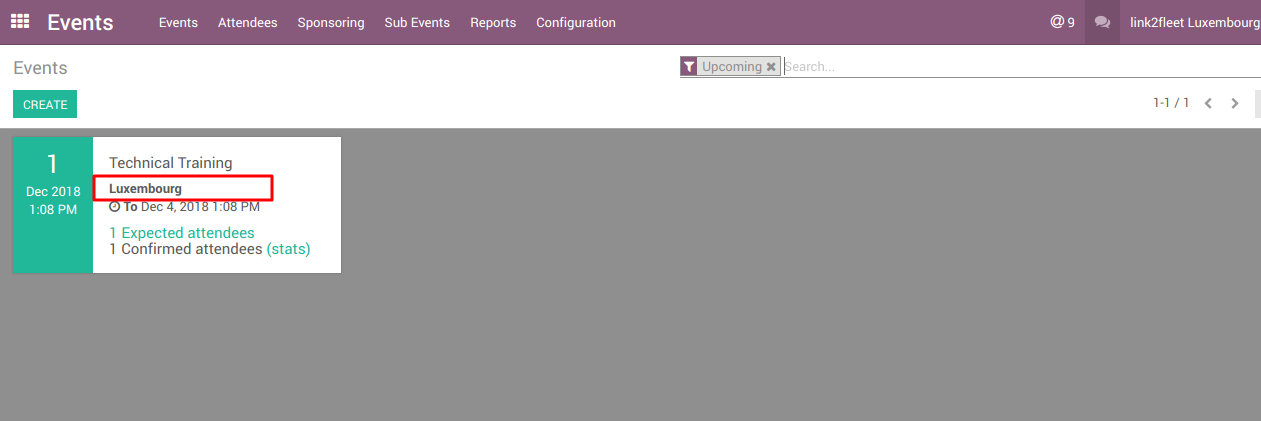 Events Events Attendees Sponsoring Sub Events Reports Configuration 9 link2fleet Luxembourg
Events
Upcoming Search...
CREATE
1-1 / 1
1
Dec 2018
1:08 PM
Technical Training
Luxembourg
To Dec 4, 2018 1:08 PM
1 Expected attendees
1 Confirmed attendees (stats)